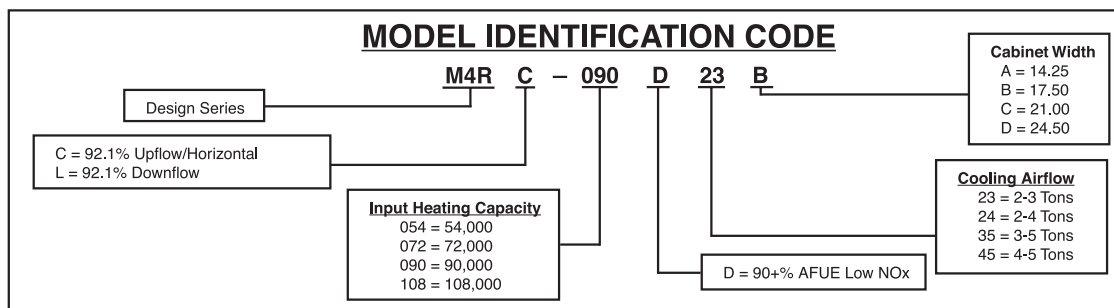 MODEL IDENTIFICATION CODE
M4R C – 090 D 23 B
Design Series
C = 92.1% Upflow/Horizontal
L = 92.1% Downflow
Input Heating Capacity
054 = 54,000
072 = 72,000
090 = 90,000
108 = 108,000
D = 90+% AFUE Low NOx
Cooling Airflow
23 = 2-3 Tons
24 = 2-4 Tons
35 = 3-5 Tons
45 = 4-5 Tons
Cabinet Width
A = 14.25
B = 17.50
C = 21.00
D = 24.50